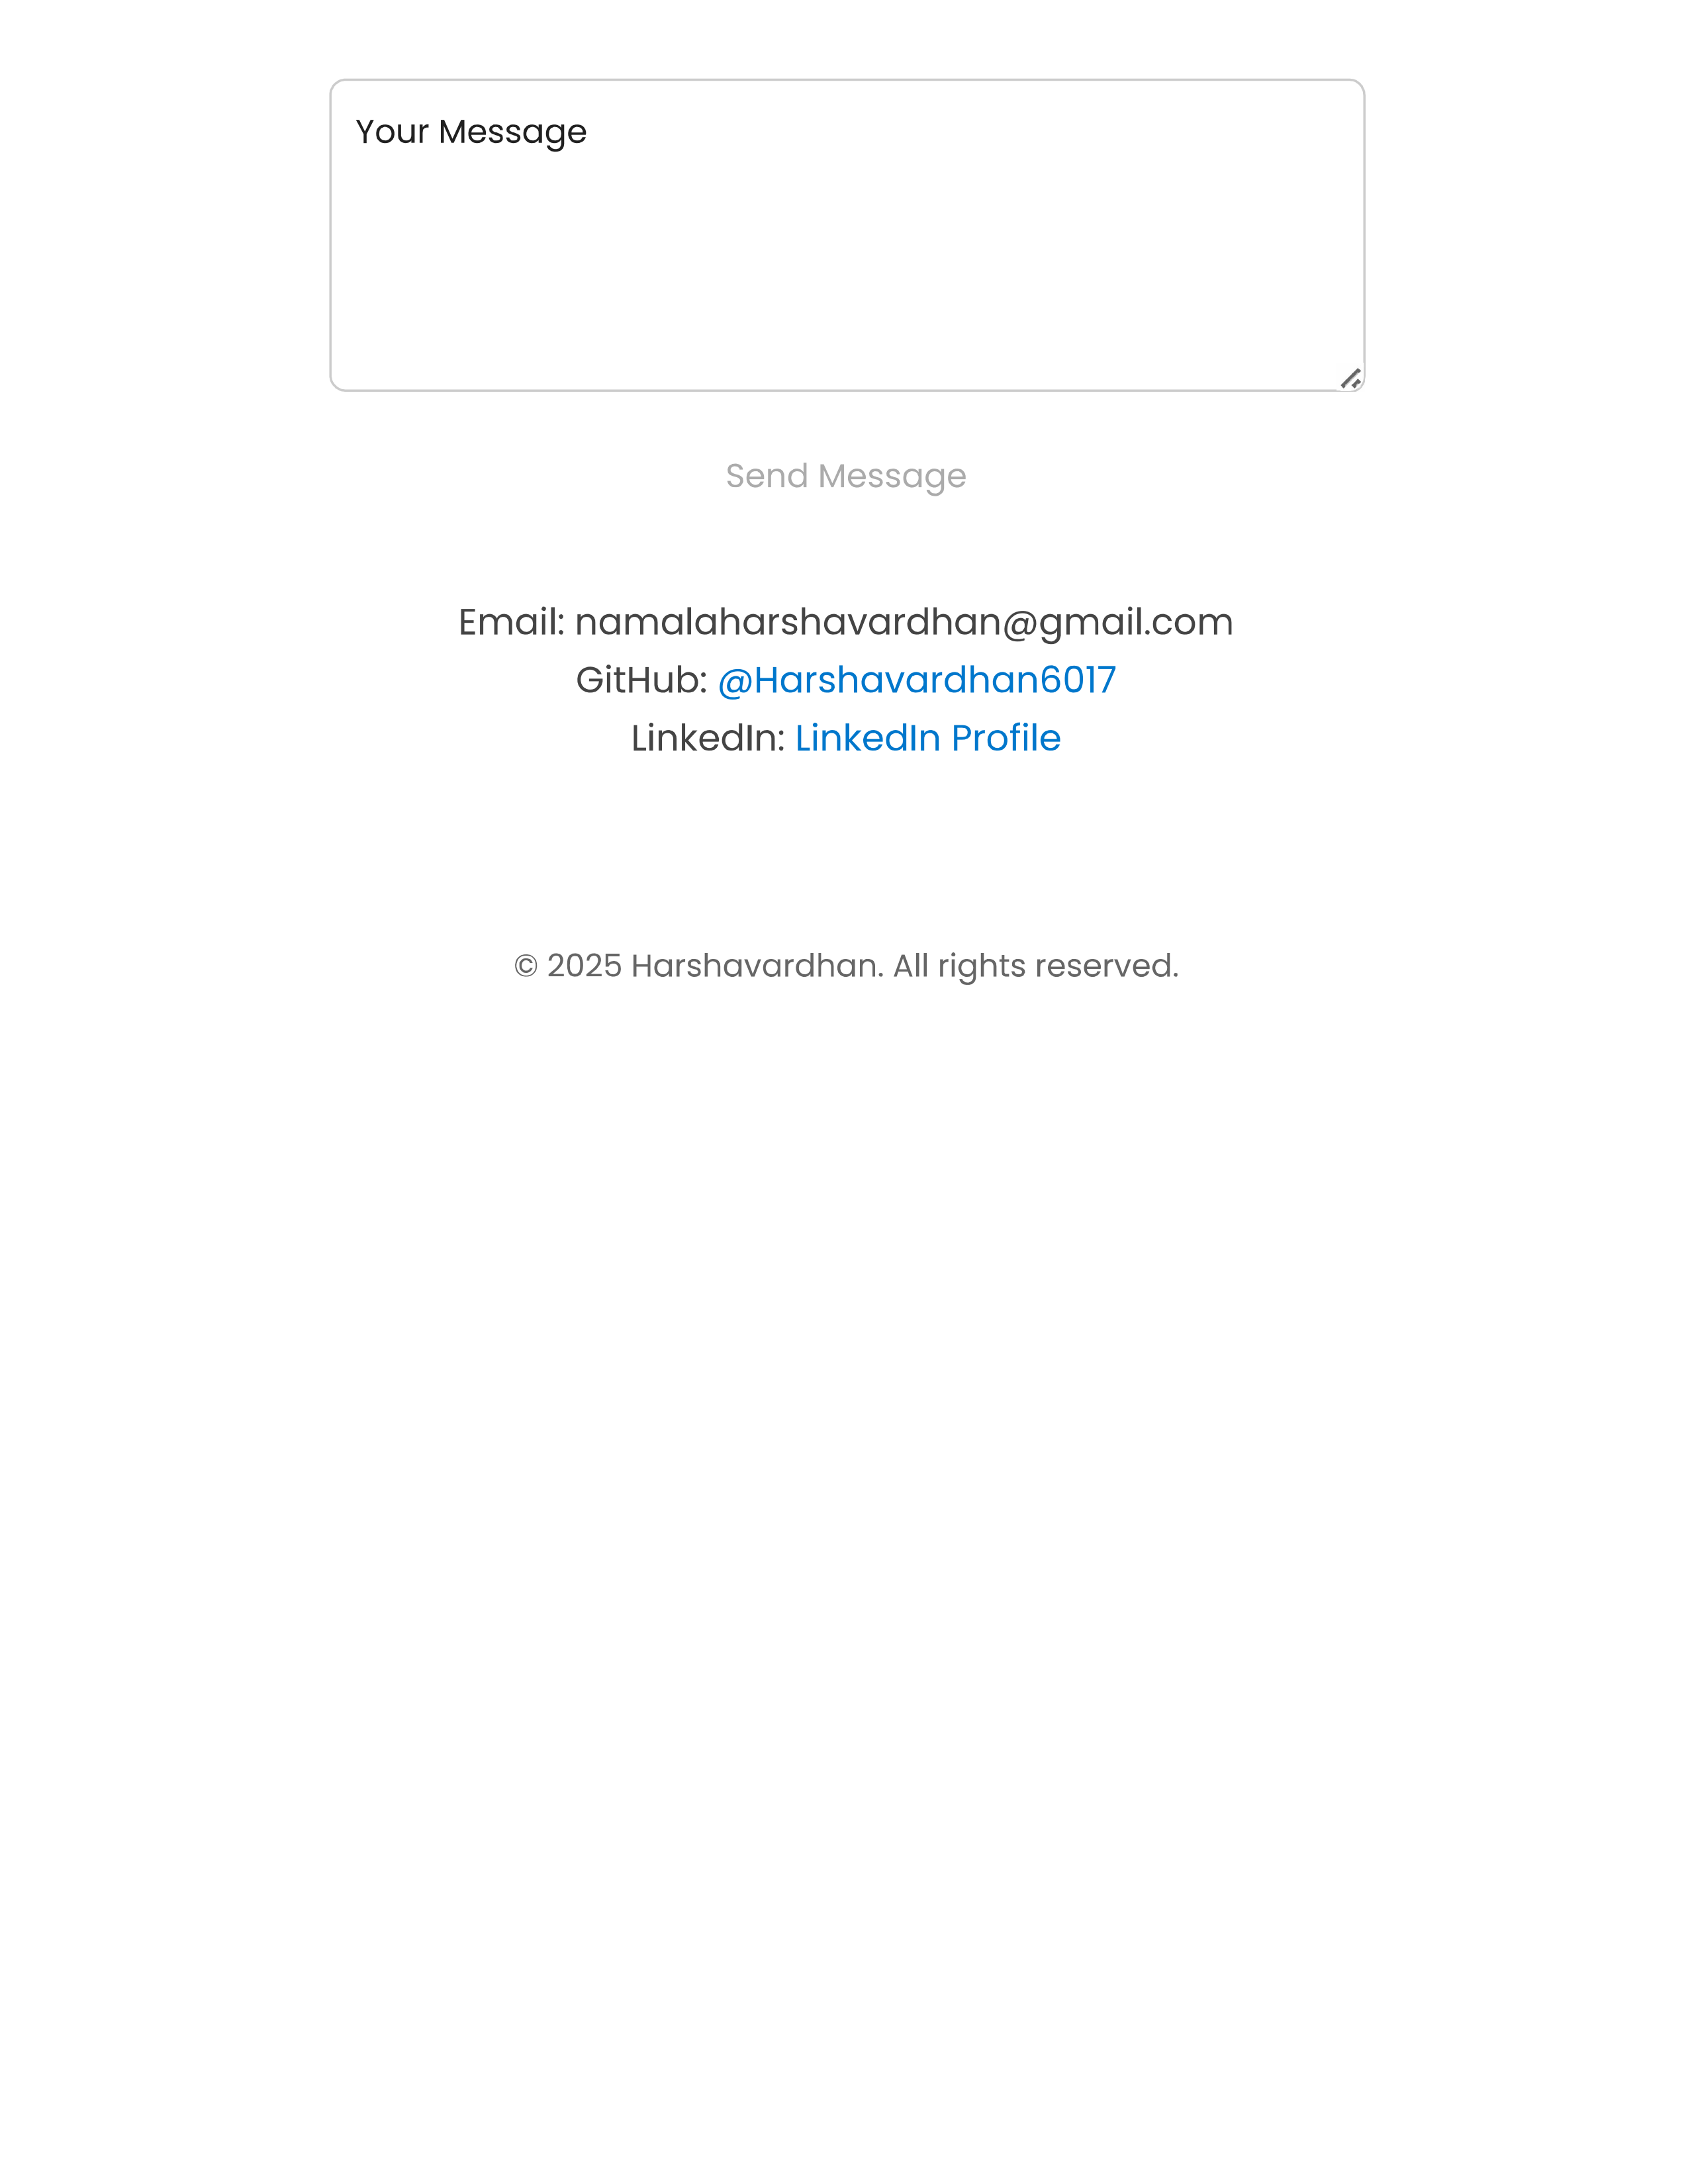 Your Message
Send Message
Email: namalaharshavardhan@gmail.com
GitHub: @Harshavardhan6017
LinkedIn: LinkedIn Profile
© 2025 Harshavardhan. All rights reserved.